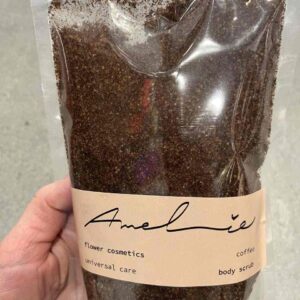 Amelie
flower cosmetics
coffee
universal care
body scrub